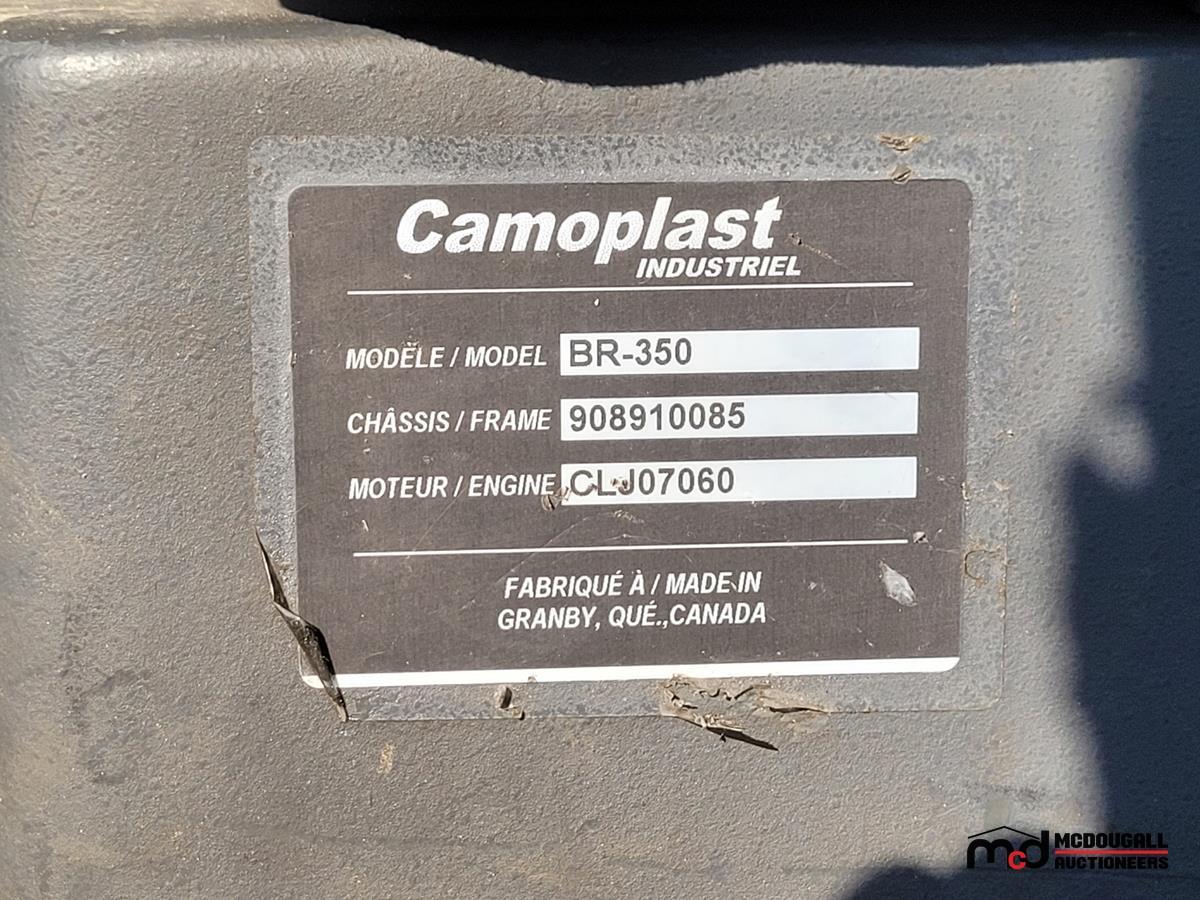 Camoplast
INDUSTRIEL
MODÈLE / MODEL BR-350
CHÂSSIS / FRAME 908910085
MOTEUR / ENGINE CLJ07060
FABRIQUÉ À / MADE IN
GRANBY, QUÉ.,CANADA
mcd MCDOUGALL
AUCTIONEERS